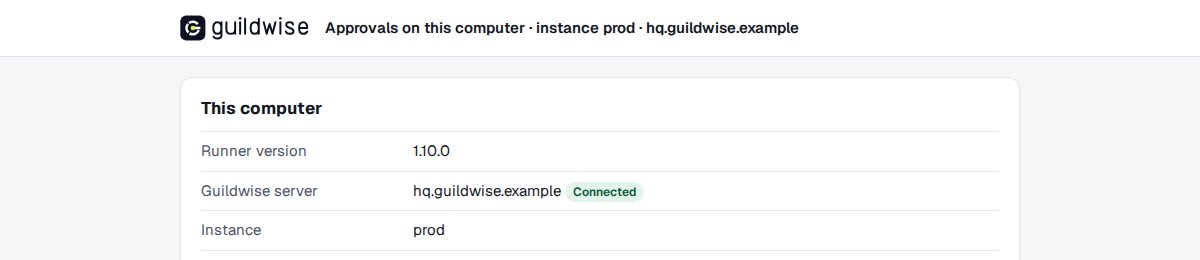 guildwise Approvals on this computer · instance prod · hq.guildwise.example
This computer
Runner version 1.10.0
Guildwise server hq.guildwise.example Connected
Instance prod